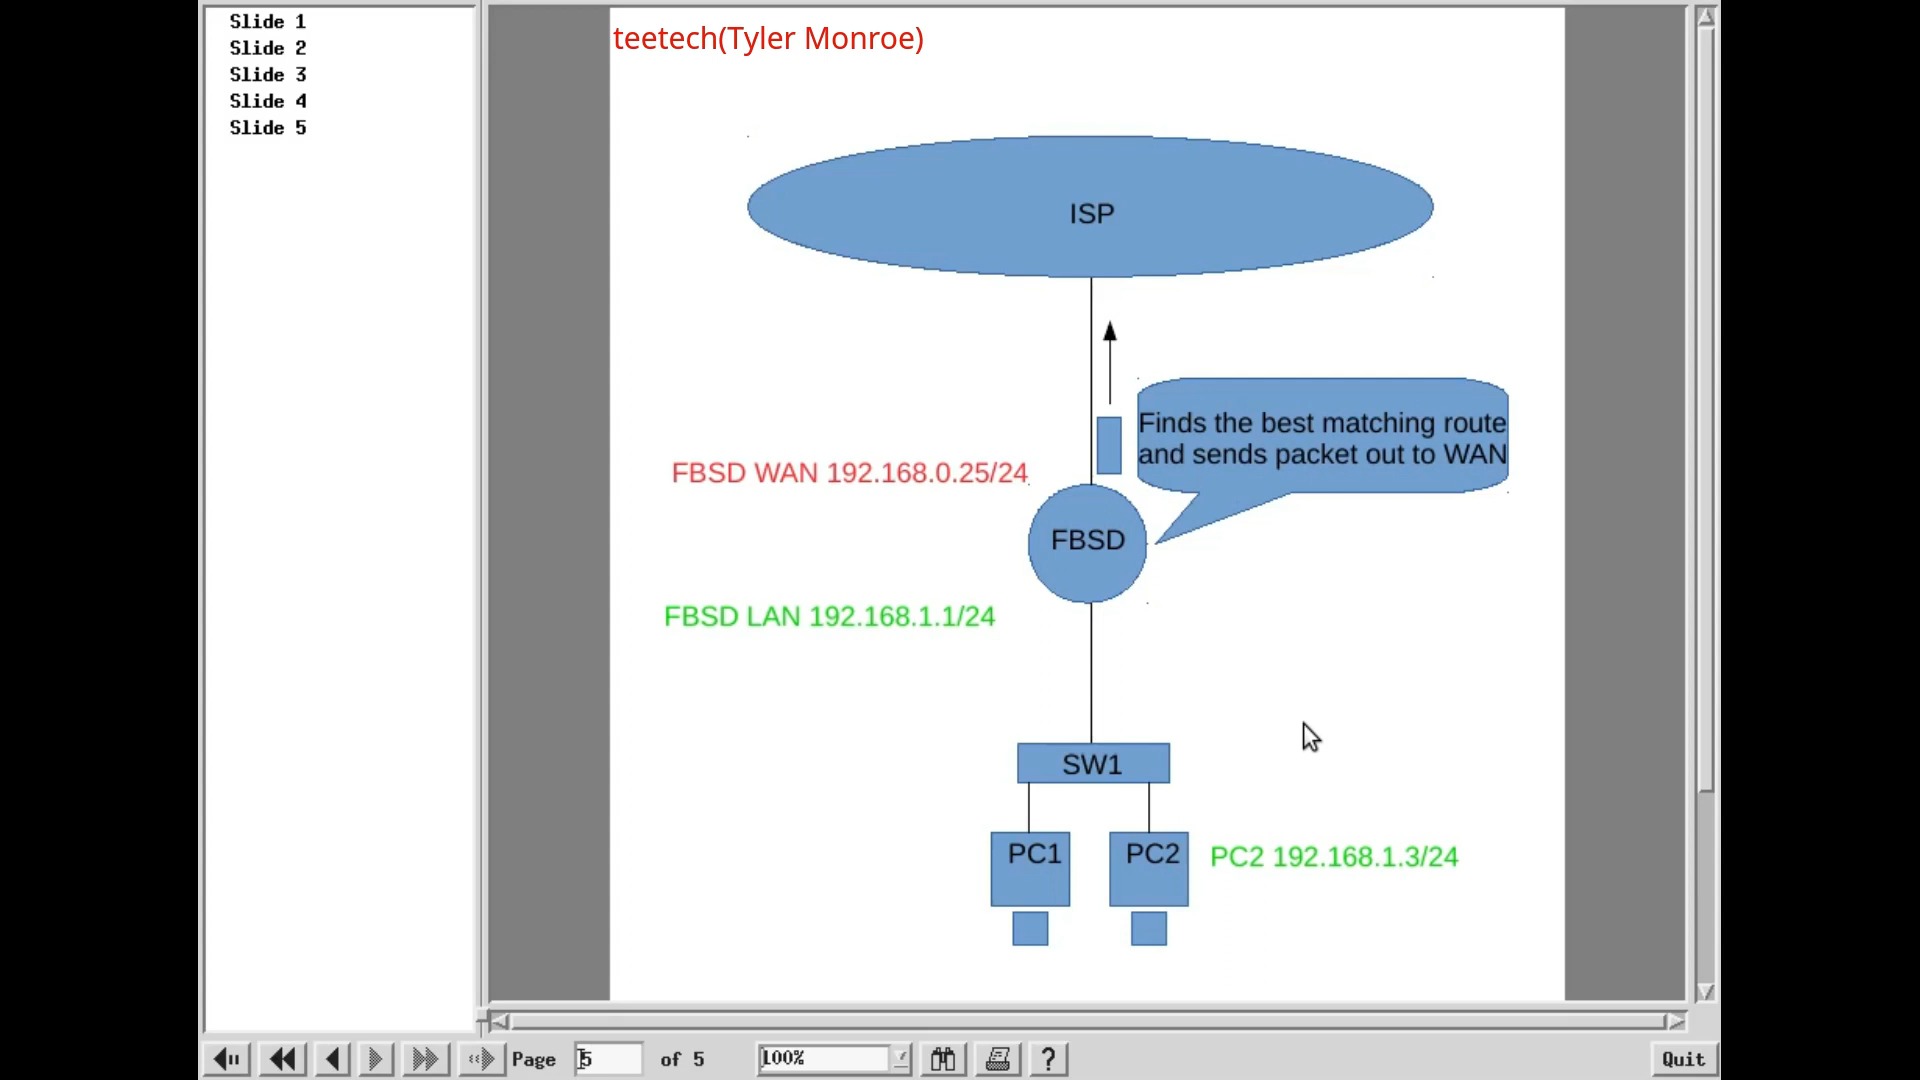 Slide 1
Slide 2
Slide 3
Slide 4
Slide 5
teetech(Tyler Monroe)
ISP
Finds the best matching route
and sends packet out to WAN
FBSD WAN 192.168.0.25/24
FBSD
FBSD LAN 192.168.1.1/24
SW1
PC1
PC2
PC2 192.168.1.3/24
Page 5 of 5 100% ? Quit